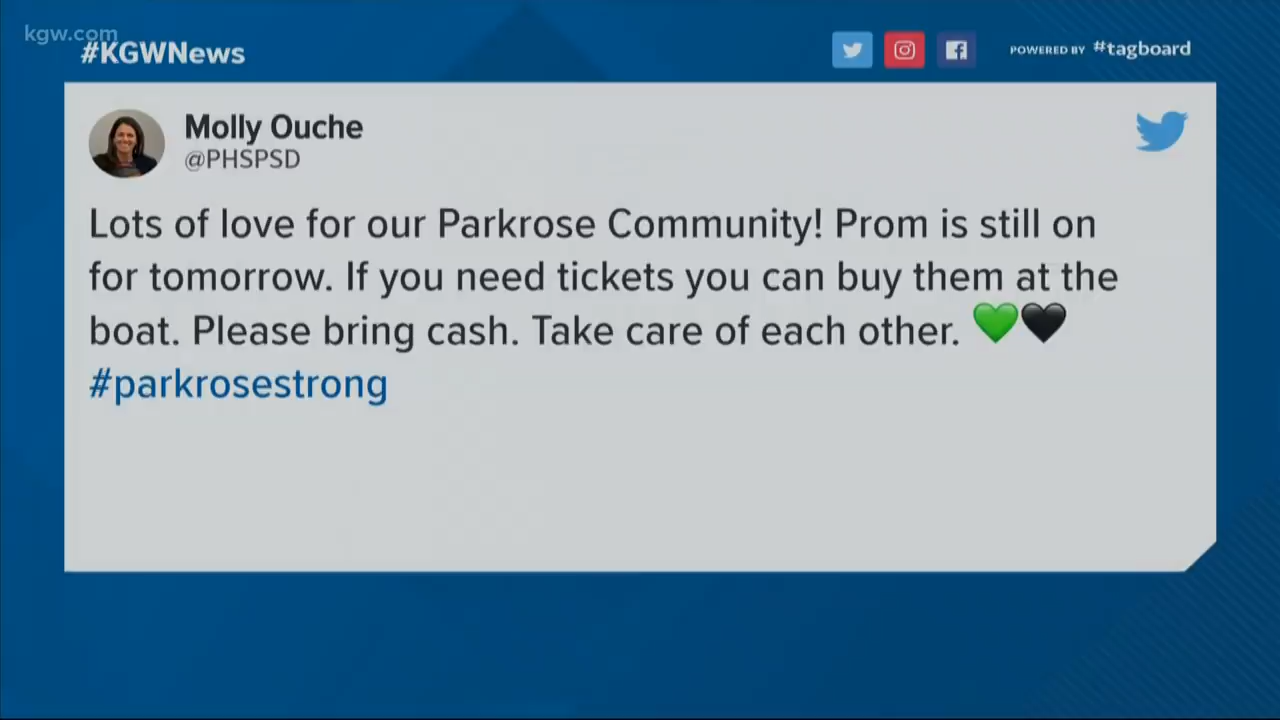 kgw.com
#KGWNews
POWERED BY #tagboard
Molly Ouche
@PHSPSD
Lots of love for our Parkrose Community! Prom is still on
for tomorrow. If you need tickets you can buy them at the
boat. Please bring cash. Take care of each other. 💚🖤
#parkrosestrong